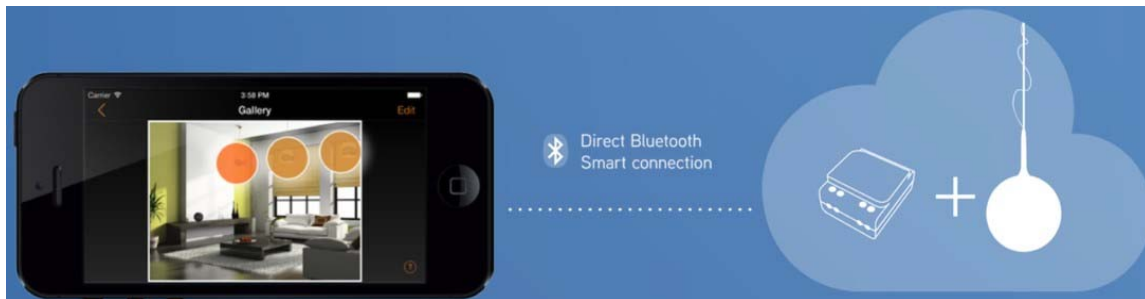 Carrier
3:58 PM
Gallery
Edit
Direct Bluetooth
Smart connection
?